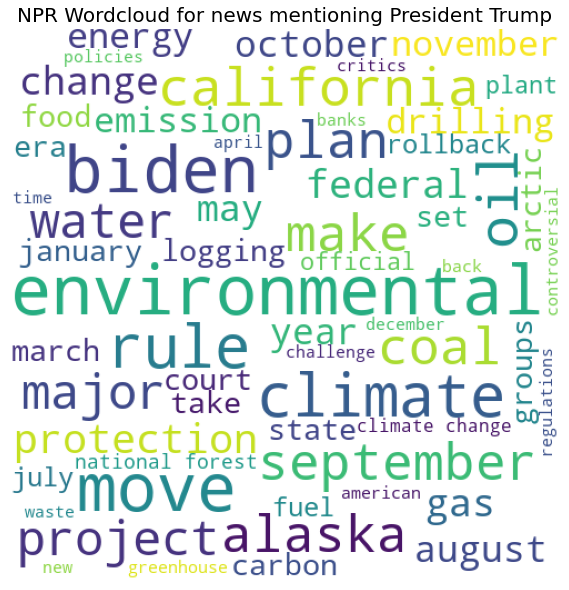 NPR Wordcloud for news mentioning President Trump
energy
october
november
policies
critics
change
california
plant
food
emission
banks
drilling
era
april
plan
rollback
biden
federal
oil
arctic
time
water
may
make
set
controversial
january
logging
official
back
environmental
march
rule
year
december
challenge
coal
groups
regulations
major
court
take
climate
protection
state
climate change
july
national forest
september
move
american
waste
fuel
gas
project
alaska
august
new
greenhouse
carbon